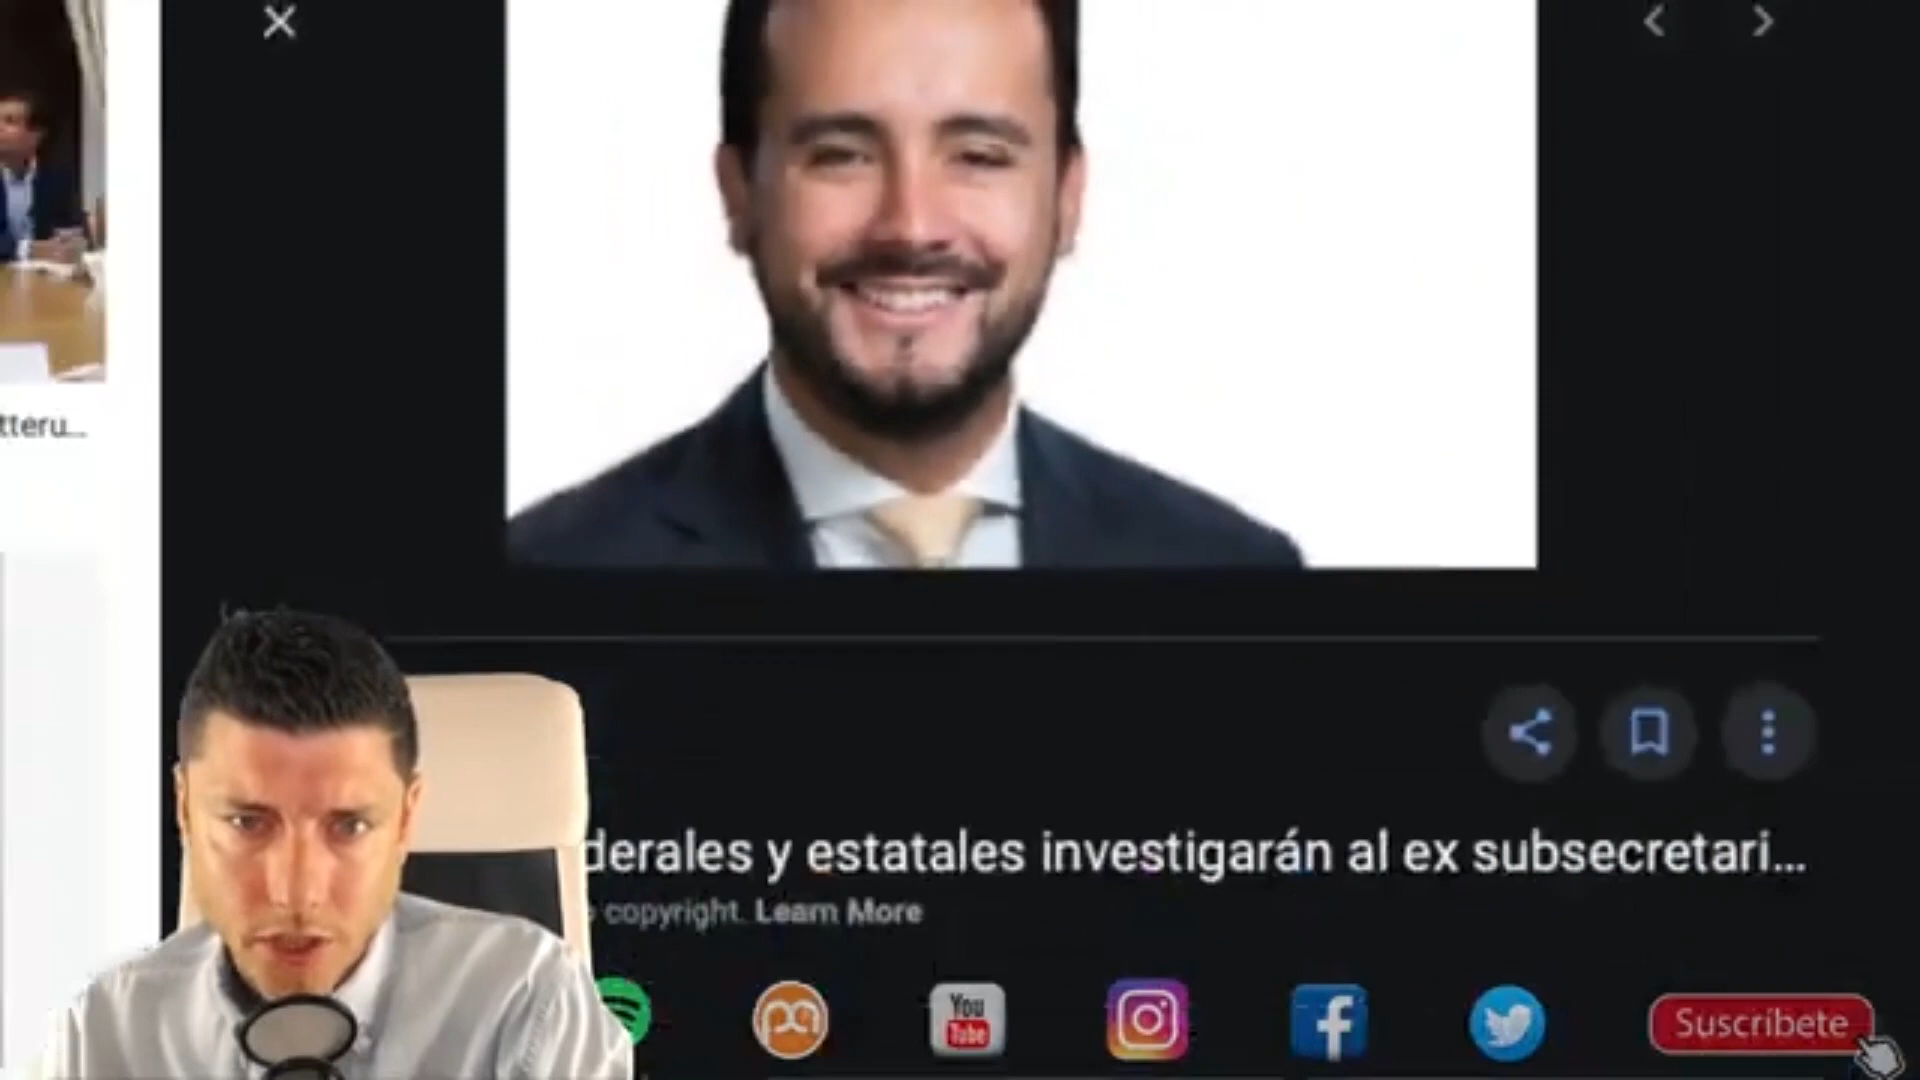 tteru...
derales y estatales investigarán al ex subsecretari...
copyright. Learn More
You
Tube
Suscríbete